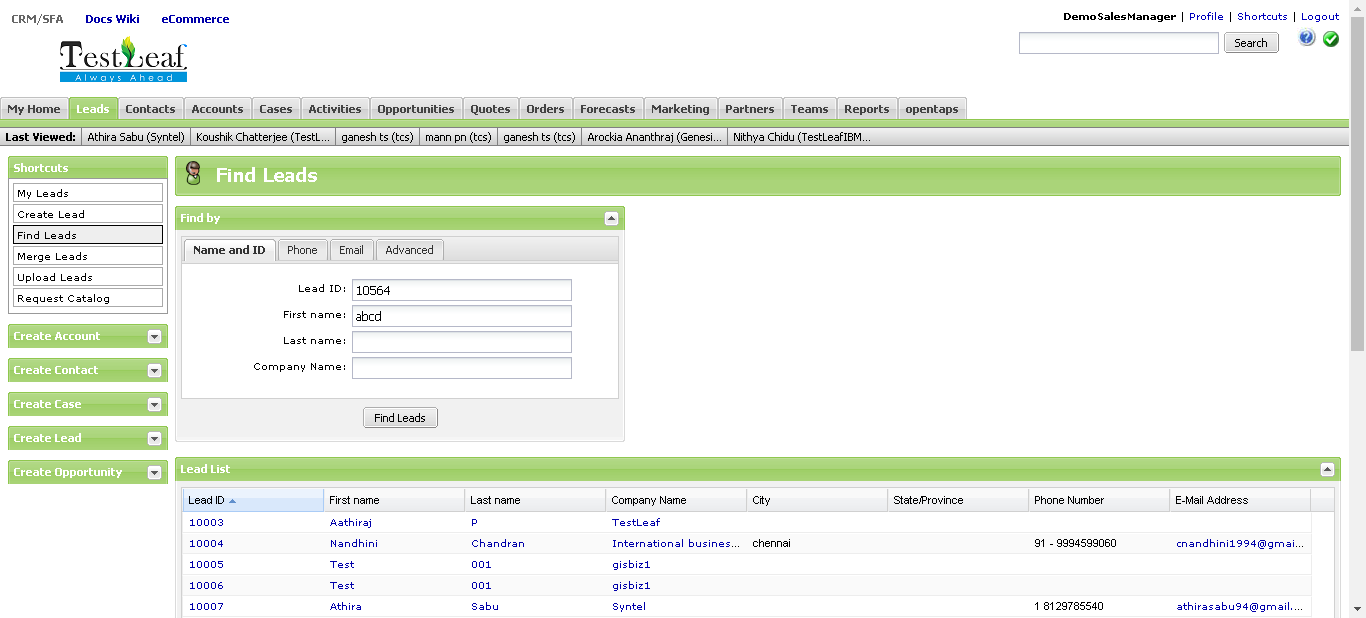 CRM/SFA Docs Wiki eCommerce
DemoSalesManager | Profile | Shortcuts | Logout
TestLeaf
Always Ahead
Search
My Home Leads Contacts Accounts Cases Activities Opportunities Quotes Orders Forecasts Marketing Partners Teams Reports opentaps
Last Viewed: Athira Sabu (Syntel) Koushik Chatterjee (TestL... ganesh ts (tcs) mann pn (tcs) ganesh ts (tcs) Arockia Ananthraj (Genesi... Nithya Chidu (TestLeafIBM...
Shortcuts
My Leads
Create Lead
Find Leads
Merge Leads
Upload Leads
Request Catalog
Create Account
Create Contact
Create Case
Create Lead
Create Opportunity
Find Leads
Find by
Name and ID Phone Email Advanced
Lead ID: 10564
First name: abcd
Last name:
Company Name:
Find Leads
Lead List
Lead ID First name Last name Company Name City State/Province Phone Number E-Mail Address
10003 Aathiraj P TestLeaf
10004 Nandhini Chandran International busines... chennai 91 - 9994599060 cnandhini1994@gmai...
10005 Test 001 gisbiz1
10006 Test 001 gisbiz1
10007 Athira Sabu Syntel 1 8129785540 athirasabu94@gmail....